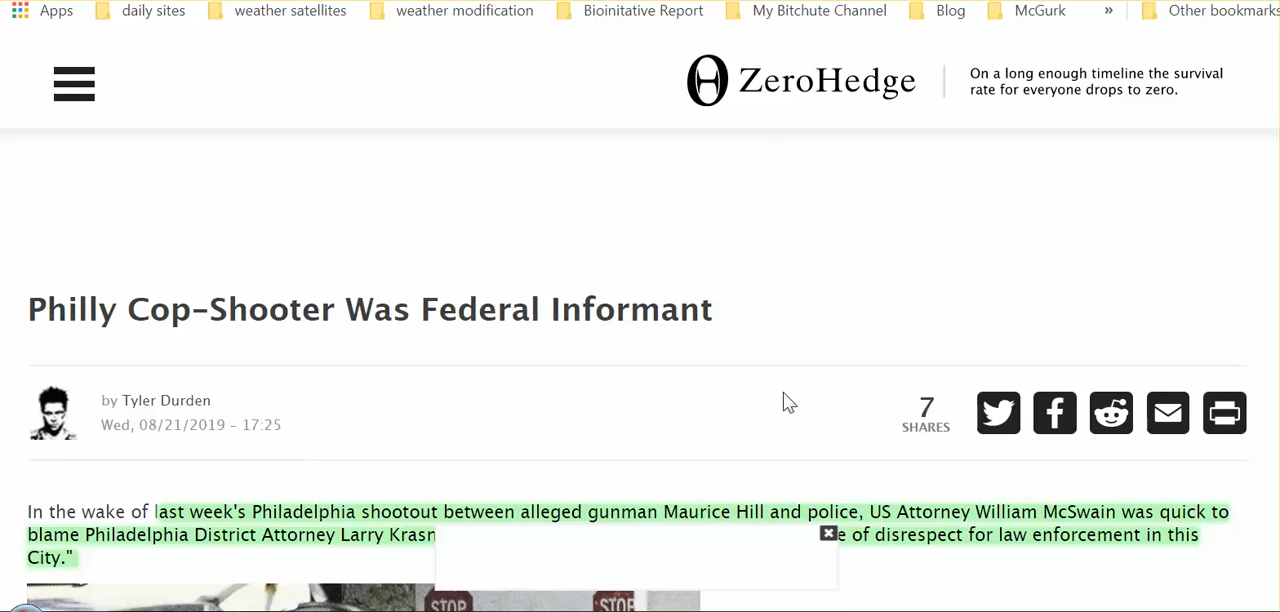 Apps daily sites weather satellites weather modification Bioinitative Report My Bitchute Channel Blog McGurk » Other bookmarks
ZeroHedge
On a long enough timeline the survival
rate for everyone drops to zero.
Philly Cop-Shooter Was Federal Informant
by Tyler Durden
Wed, 08/21/2019 - 17:25
7
SHARES
In the wake of last week's Philadelphia shootout between alleged gunman Maurice Hill and police, US Attorney William McSwain was quick to
blame Philadelphia District Attorney Larry Krasn e of disrespect for law enforcement in this
City."
STOP STOP